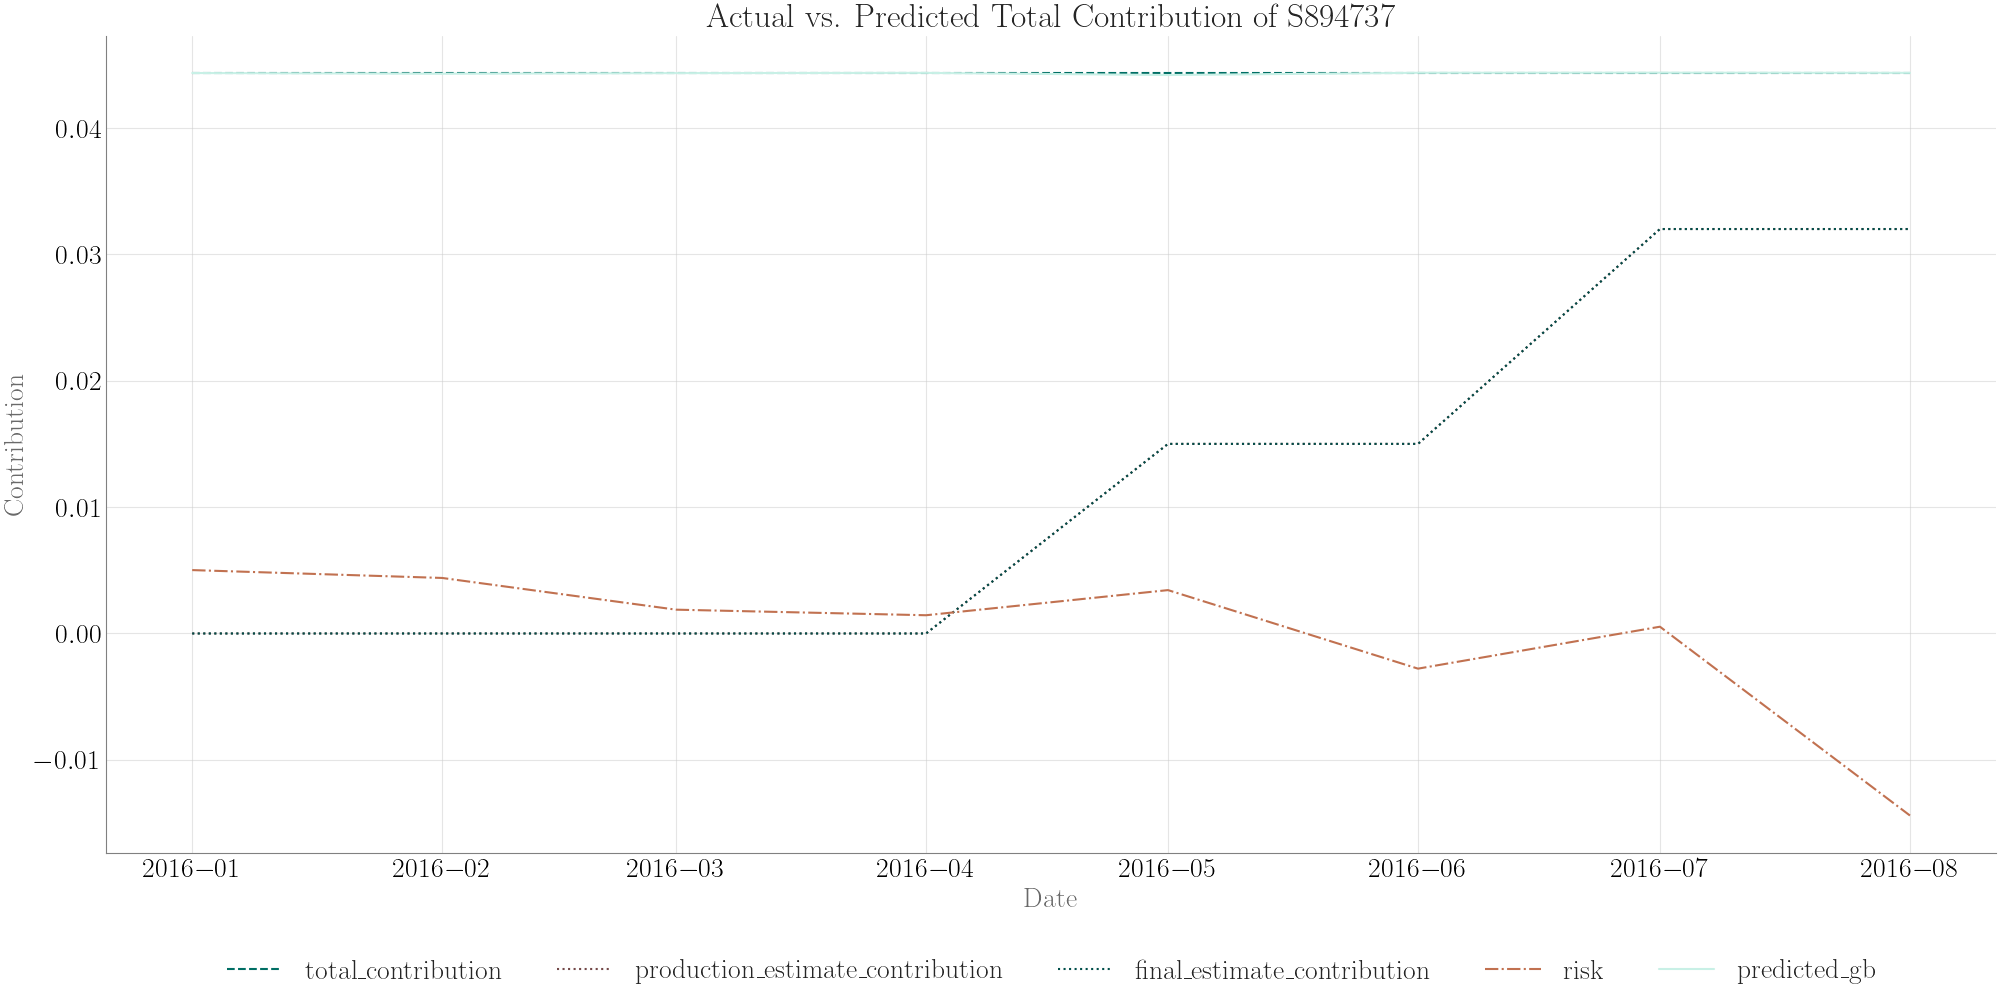 Actual vs. Predicted Total Contribution of S894737
0.04
0.03
0.02
0.01
0.00
−0.01
Contribution
2016−01 2016−02 2016−03 2016−04 2016−05 2016−06 2016−07 2016−08
Date
total_contribution production_estimate_contribution final_estimate_contribution risk predicted_gb